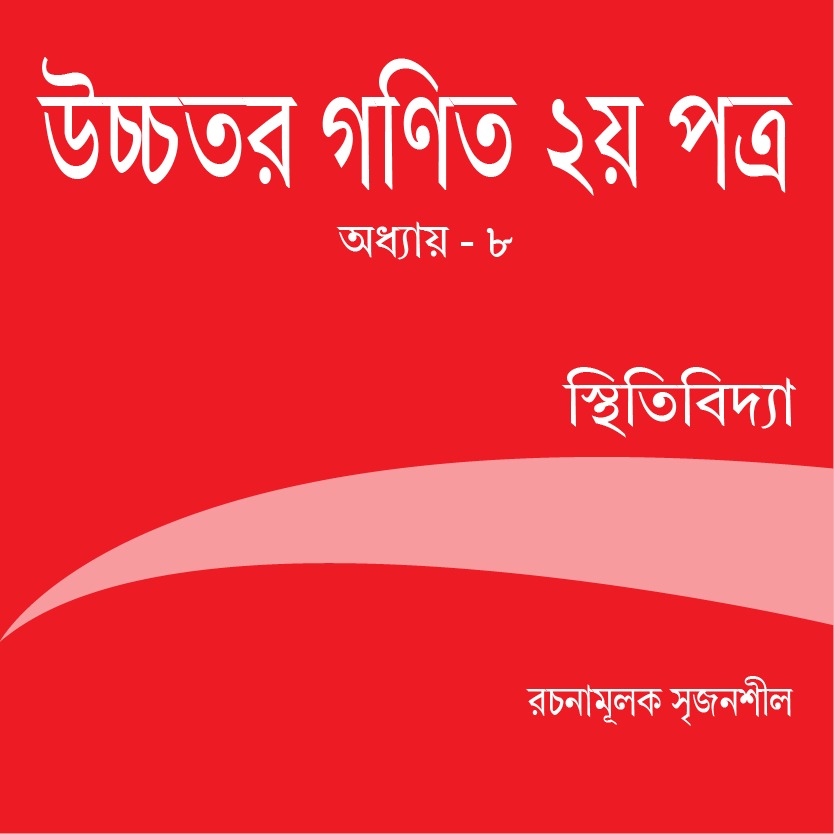 উচ্চতর গণিত ২য় পত্র
অধ্যায় - ৮
স্থিতিবিদ্যা
রচনামূলক সৃজনশীল